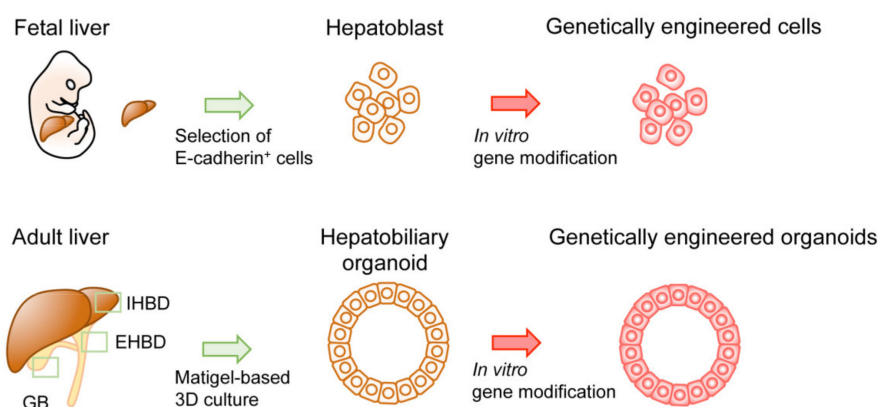 Fetal liver
Hepatoblast
Genetically engineered cells
Selection of
E-cadherin⁺ cells
In vitro
gene modification
Adult liver
Hepatobiliary
organoid
Genetically engineered organoids
IHBD
EHBD
GB
Matigel-based
3D culture
In vitro
gene modification